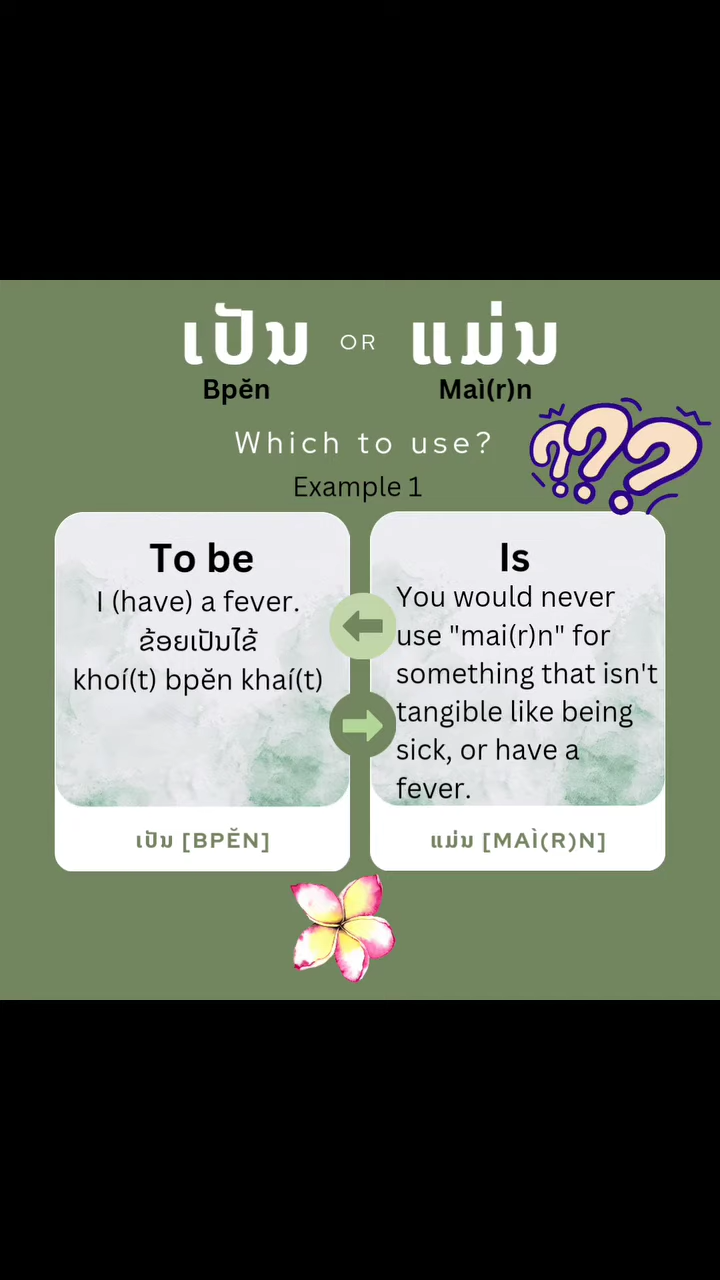 ເປັນ OR ແມ່ນ
Bpĕn Maì(r)n
Which to use?
Example 1
To be
I (have) a fever.
ຂ້ອຍເປັນໄຂ້
khoí(t) bpĕn khaí(t)
ເປັນ [BPĔN]
Is
You would never
use "mai(r)n" for
something that isn't
tangible like being
sick, or have a
fever.
ແມ່ນ [MAÌ(R)N]